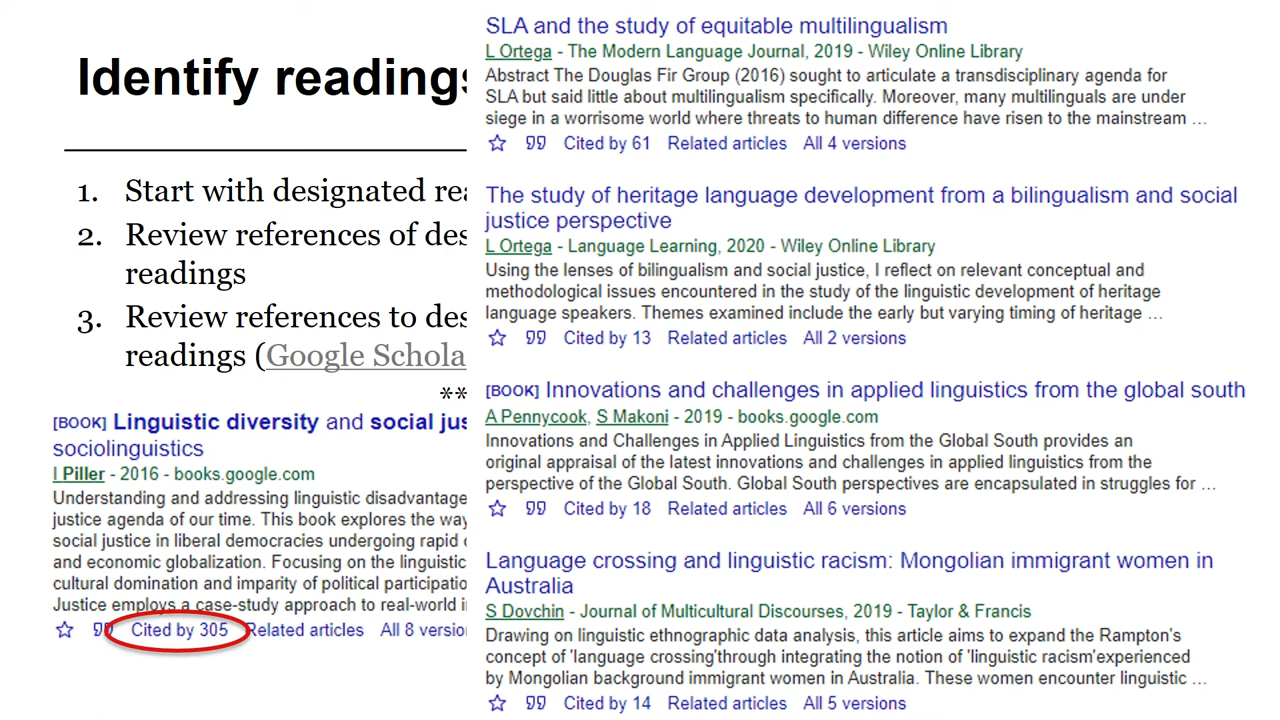 Identify readings
1. Start with designated rea
2. Review references of des
readings
3. Review references to des
readings (Google Schola
**
[BOOK] Linguistic diversity and social jus
sociolinguistics
I Piller - 2016 - books.google.com
Understanding and addressing linguistic disadvantage
justice agenda of our time. This book explores the way
social justice in liberal democracies undergoing rapid
and economic globalization. Focusing on the linguistic
cultural domination and imparity of political participatio
Justice employs a case-study approach to real-world i
Cited by 305 Related articles All 8 versio
SLA and the study of equitable multilingualism
L Ortega - The Modern Language Journal, 2019 - Wiley Online Library
Abstract The Douglas Fir Group (2016) sought to articulate a transdisciplinary agenda for
SLA but said little about multilingualism specifically. Moreover, many multilinguals are under
siege in a worrisome world where threats to human difference have risen to the mainstream ...
Cited by 61 Related articles All 4 versions
The study of heritage language development from a bilingualism and social
justice perspective
L Ortega - Language Learning, 2020 - Wiley Online Library
Using the lenses of bilingualism and social justice, I reflect on relevant conceptual and
methodological issues encountered in the study of the linguistic development of heritage
language speakers. Themes examined include the early but varying timing of heritage ...
Cited by 13 Related articles All 2 versions
[BOOK] Innovations and challenges in applied linguistics from the global south
A Pennycook, S Makoni - 2019 - books.google.com
Innovations and Challenges in Applied Linguistics from the Global South provides an
original appraisal of the latest innovations and challenges in applied linguistics from the
perspective of the Global South. Global South perspectives are encapsulated in struggles for ...
Cited by 18 Related articles All 6 versions
Language crossing and linguistic racism: Mongolian immigrant women in
Australia
S Dovchin - Journal of Multicultural Discourses, 2019 - Taylor & Francis
Drawing on linguistic ethnographic data analysis, this article aims to expand the Rampton's
concept of 'language crossing'through integrating the notion of 'linguistic racism'experienced
by Mongolian background immigrant women in Australia. These women encounter linguistic ...
Cited by 14 Related articles All 5 versions